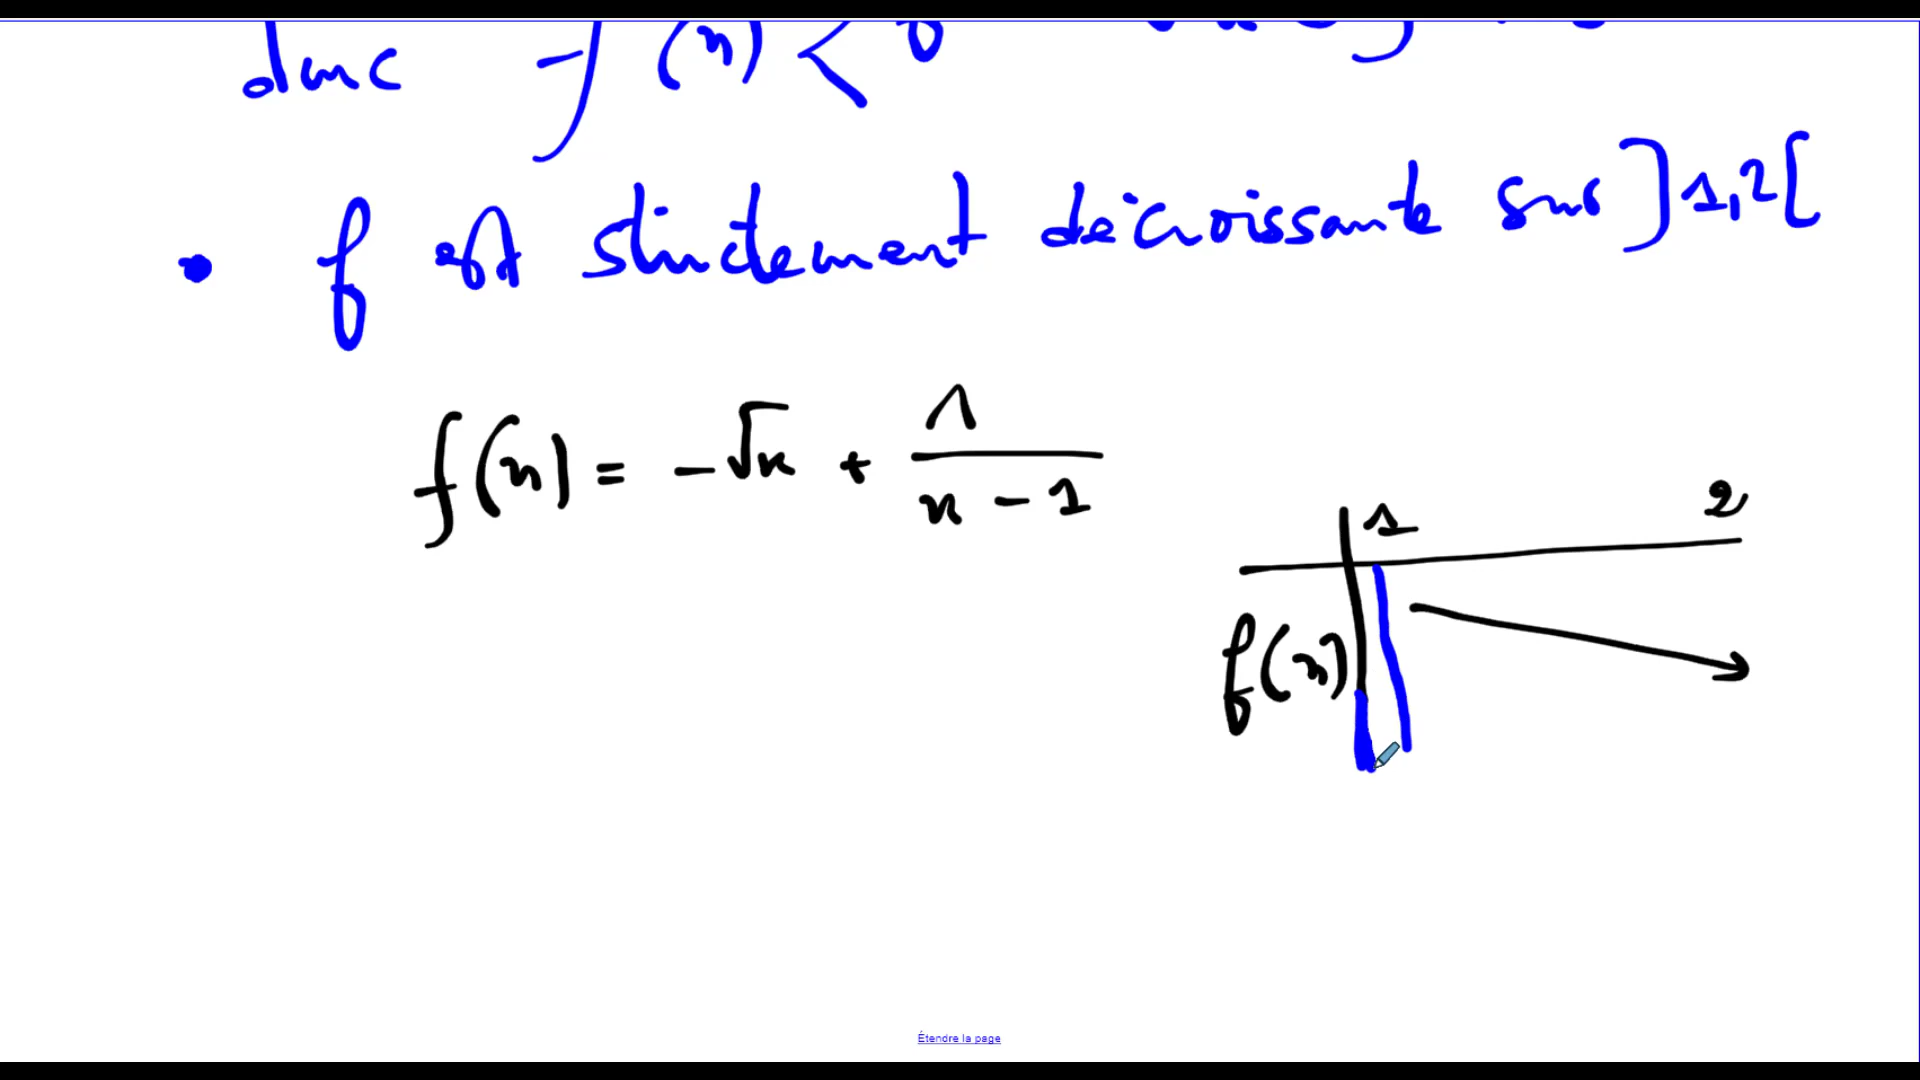 donc f (x) < 0
• f est strictement décroissante sur ]1,2[
f(x) = -√x + 1/(x - 1)
1 2
f(x)
Étendre la page